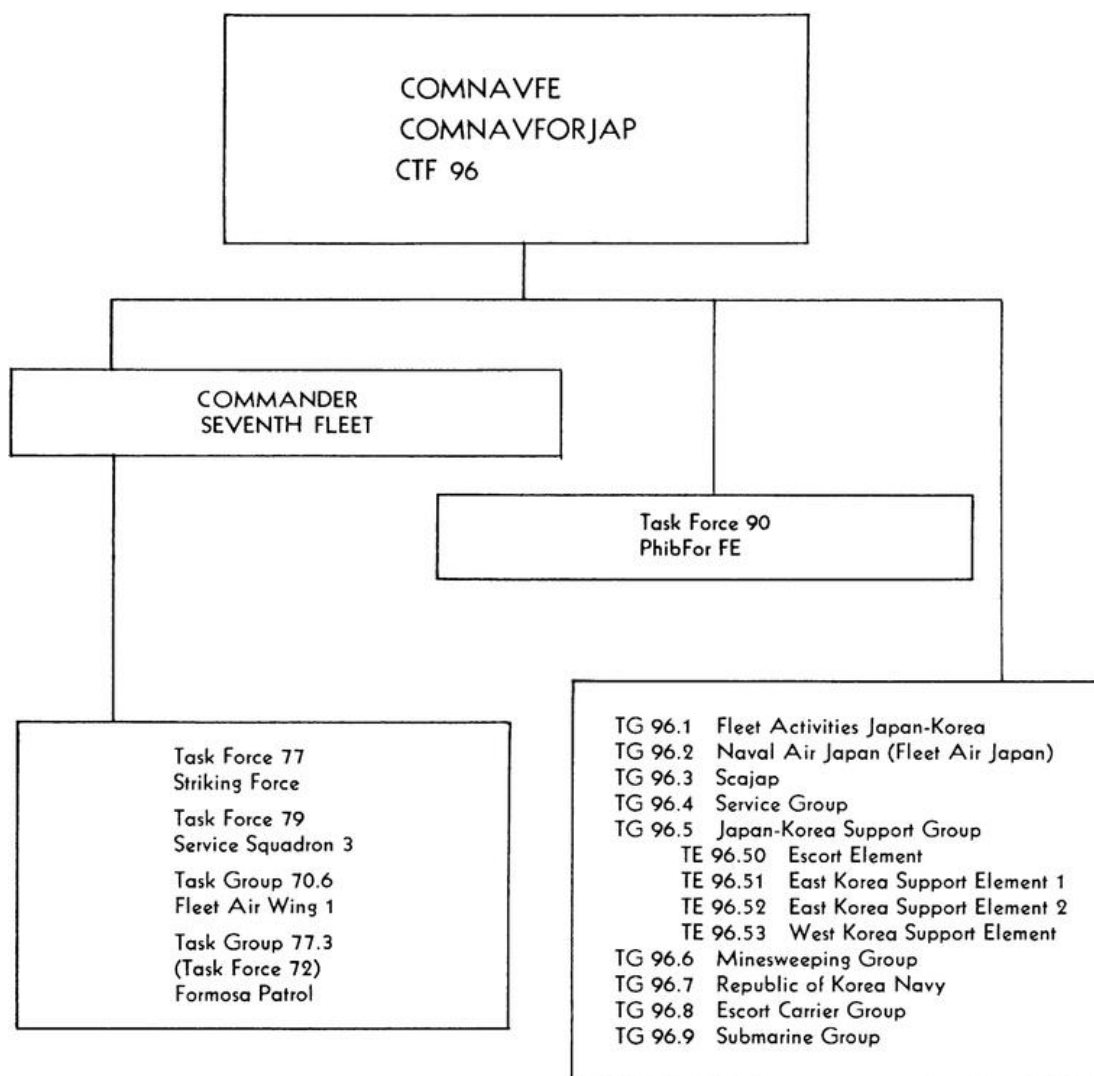 COMNAVFE
COMNAVFORJAP
CTF 96
COMMANDER
SEVENTH FLEET
Task Force 90
PhibFor FE
Task Force 77
Striking Force
Task Force 79
Service Squadron 3
Task Group 70.6
Fleet Air Wing 1
Task Group 77.3
(Task Force 72)
Formosa Patrol
TG 96.1 Fleet Activities Japan-Korea
TG 96.2 Naval Air Japan (Fleet Air Japan)
TG 96.3 Scajap
TG 96.4 Service Group
TG 96.5 Japan-Korea Support Group
TE 96.50 Escort Element
TE 96.51 East Korea Support Element 1
TE 96.52 East Korea Support Element 2
TE 96.53 West Korea Support Element
TG 96.6 Minesweeping Group
TG 96.7 Republic of Korea Navy
TG 96.8 Escort Carrier Group
TG 96.9 Submarine Group